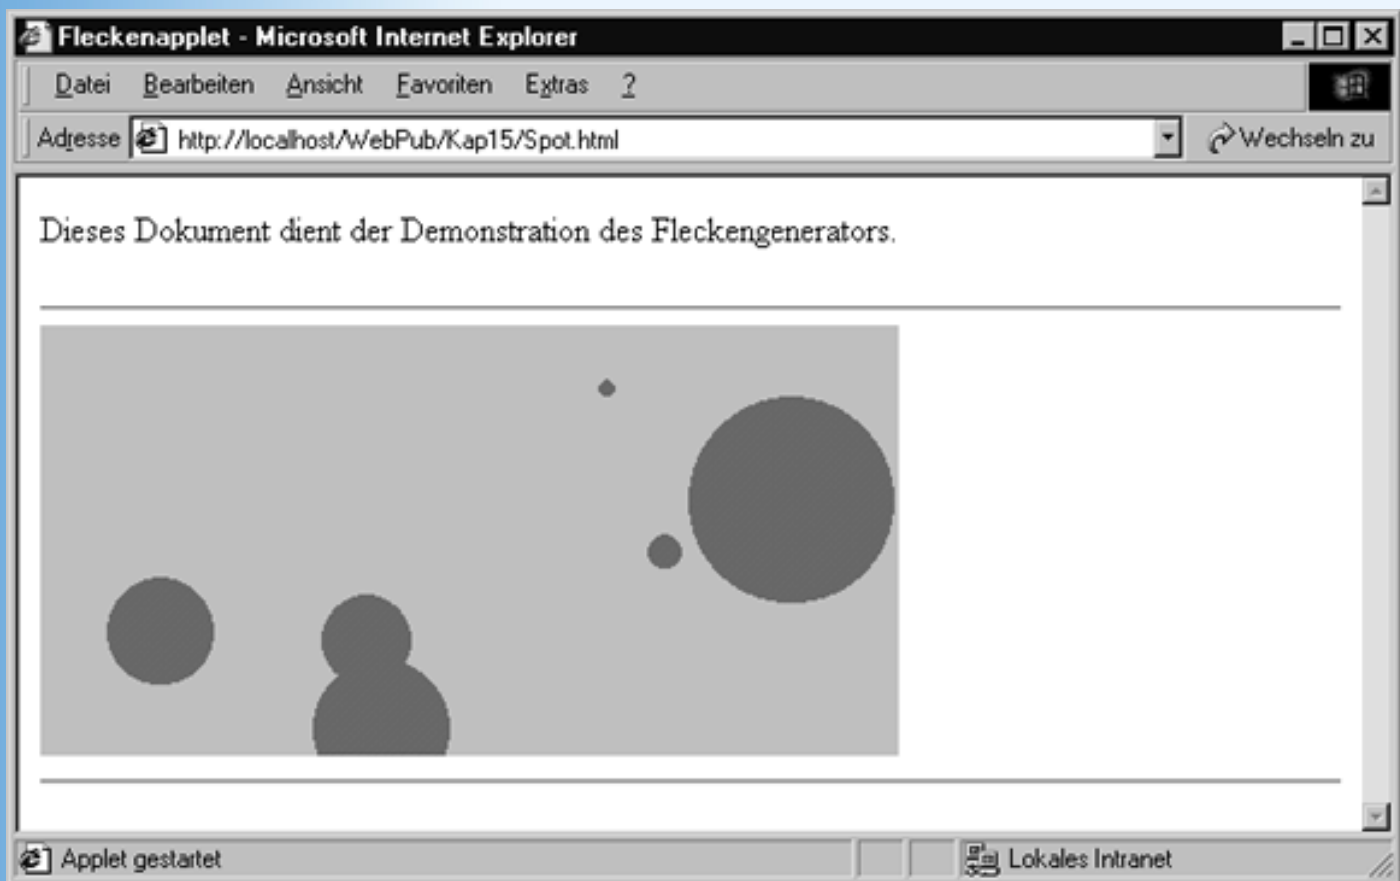 Fleckenapplet - Microsoft Internet Explorer
Datei Bearbeiten Ansicht Favoriten Extras ?
Adresse http://localhost/WebPub/Kap15/Spot.html Wechseln zu
Dieses Dokument dient der Demonstration des Fleckengenerators.
Applet gestartet Lokales Intranet